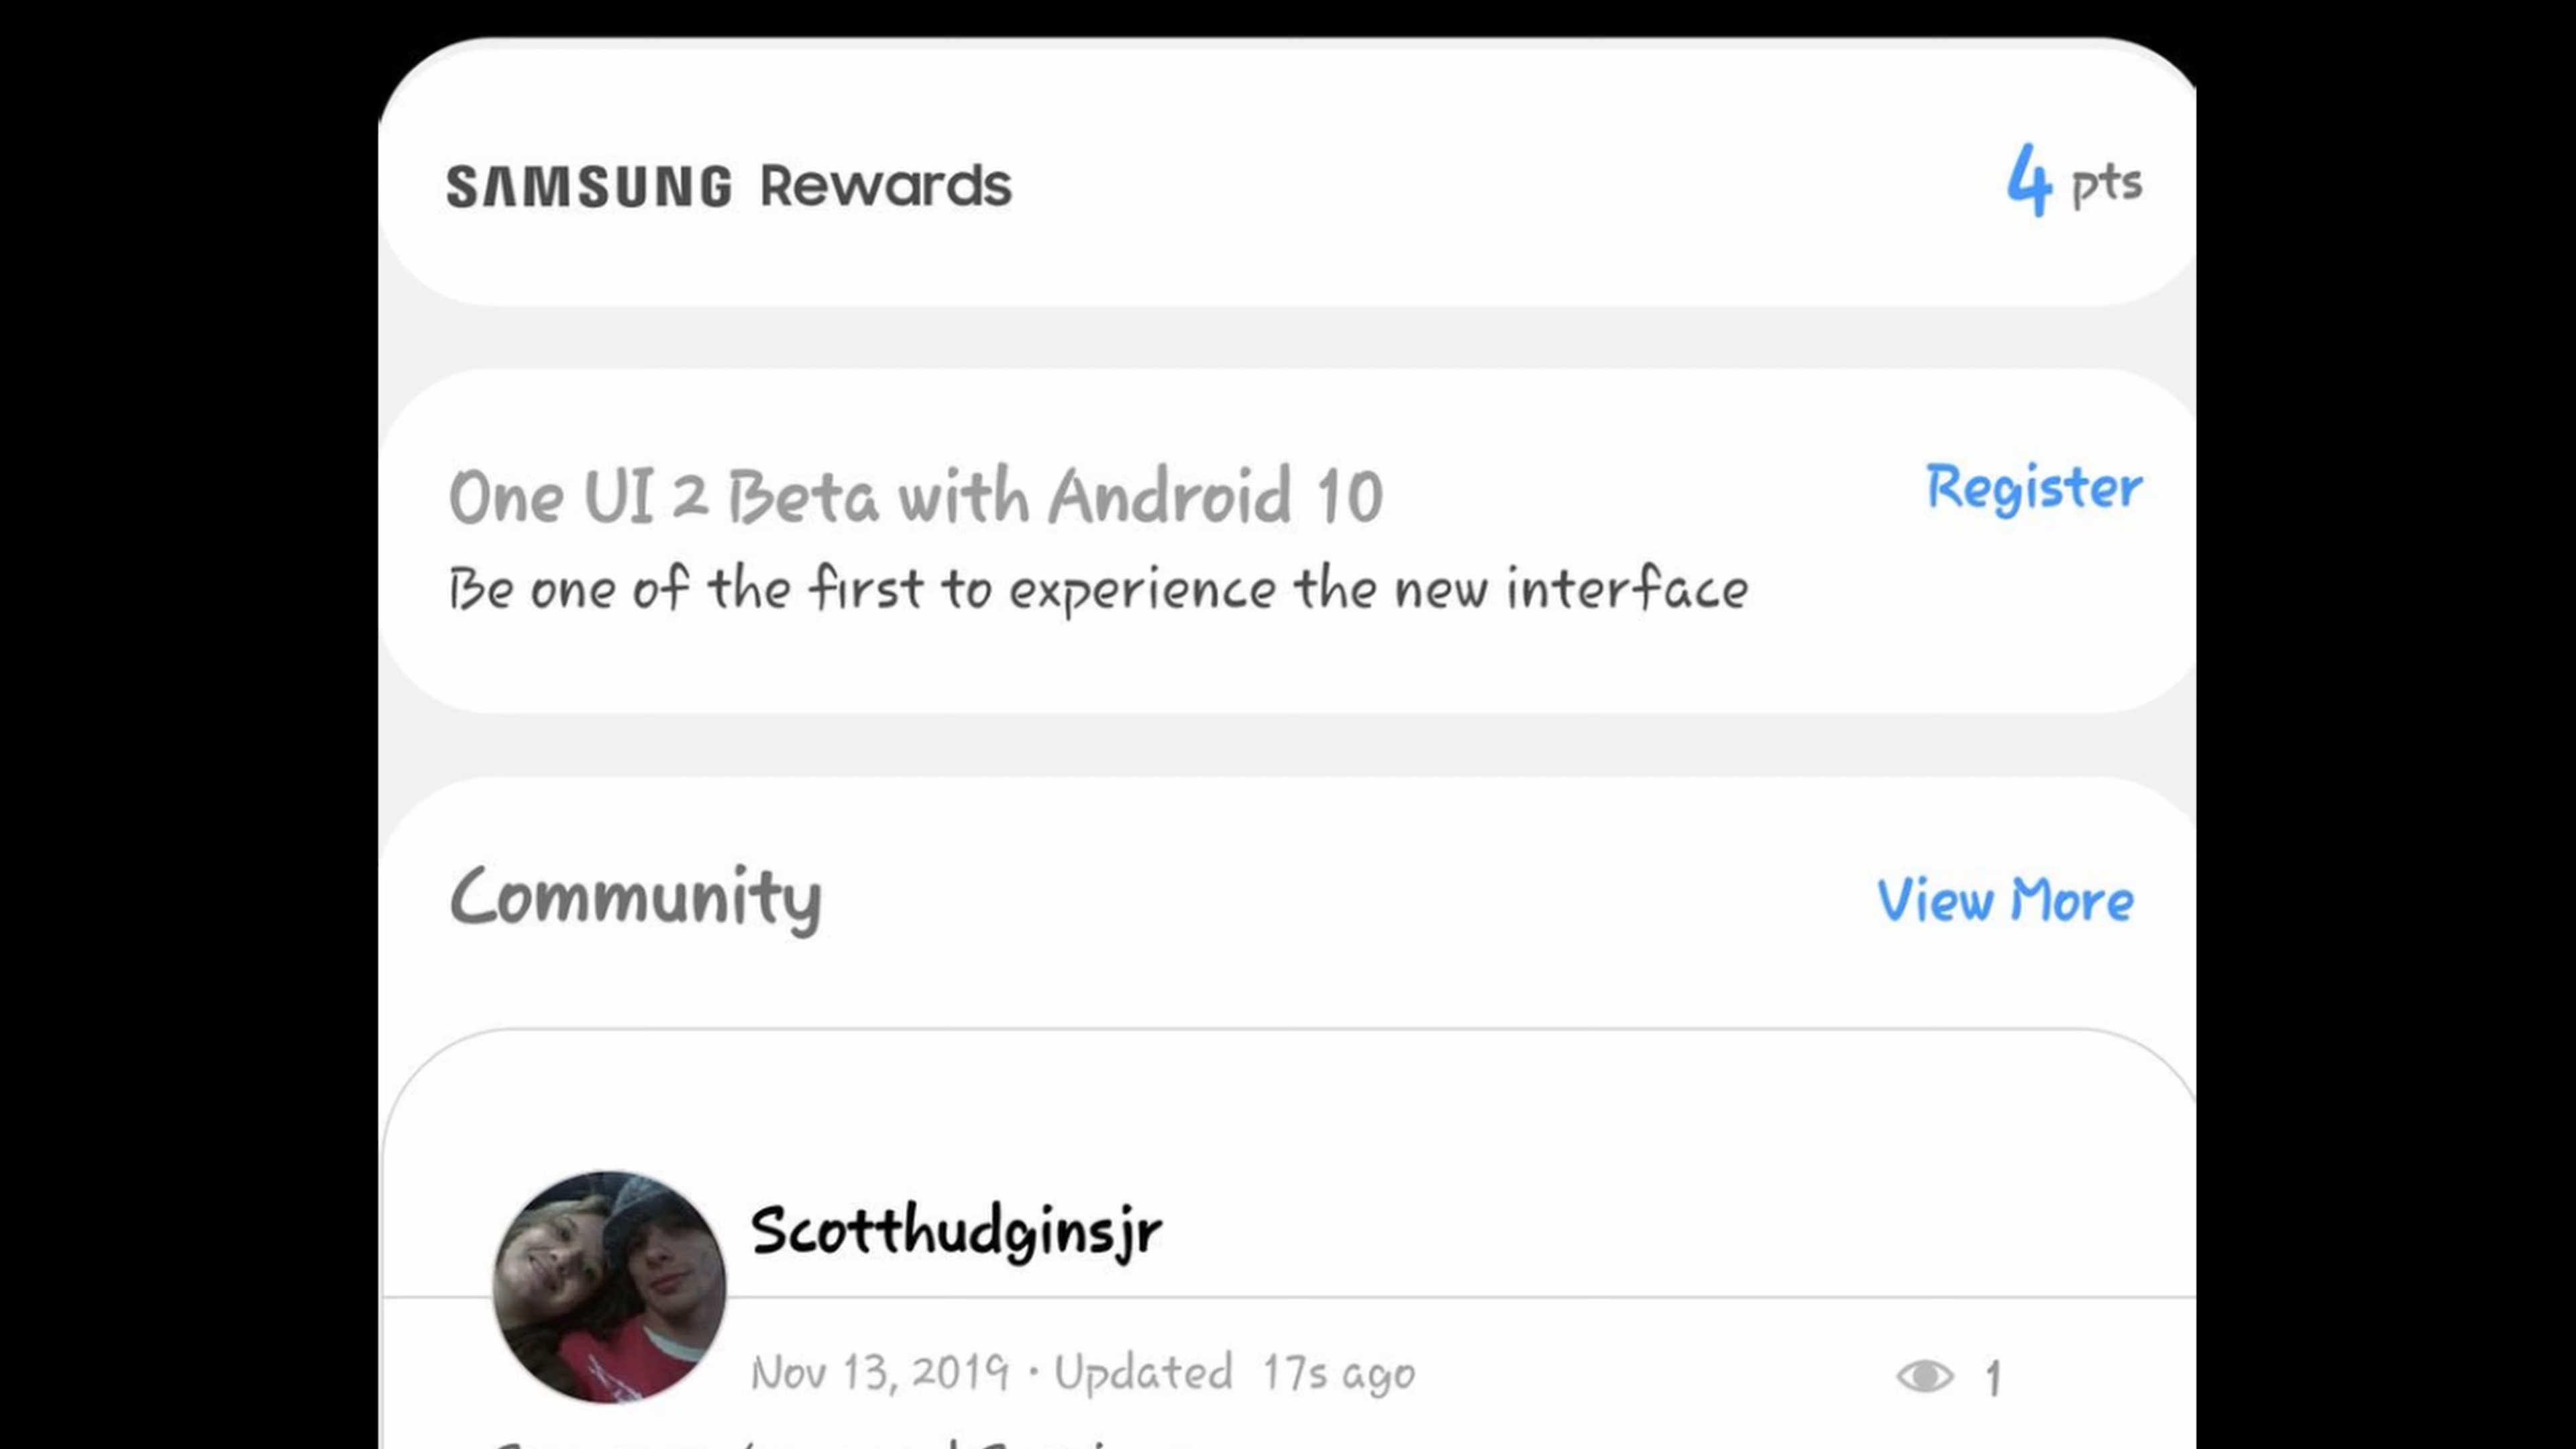 SAMSUNG Rewards
4 pts
One UI 2 Beta with Android 10
Register
Be one of the first to experience the new interface
Community
View More
Scotthudginsjr
Nov 13, 2019 • Updated 17s ago
1